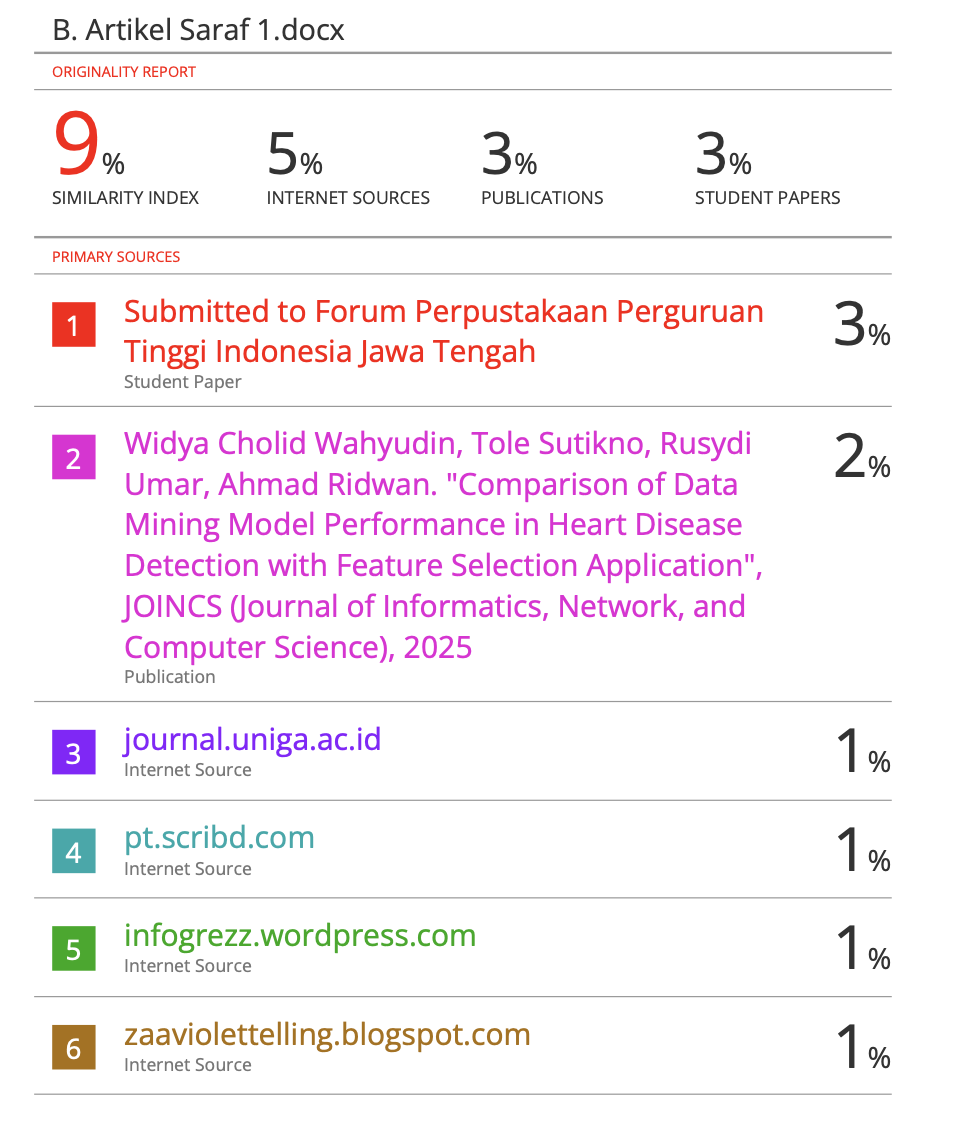 B. Artikel Saraf 1.docx
ORIGINALITY REPORT
9% 5% 3% 3%
SIMILARITY INDEX INTERNET SOURCES PUBLICATIONS STUDENT PAPERS
PRIMARY SOURCES
1 Submitted to Forum Perpustakaan Perguruan 3%
Tinggi Indonesia Jawa Tengah
Student Paper
2 Widya Cholid Wahyudin, Tole Sutikno, Rusydi 2%
Umar, Ahmad Ridwan. "Comparison of Data
Mining Model Performance in Heart Disease
Detection with Feature Selection Application",
JOINCS (Journal of Informatics, Network, and
Computer Science), 2025
Publication
3 journal.uniga.ac.id 1%
Internet Source
4 pt.scribd.com 1%
Internet Source
5 infogrezz.wordpress.com 1%
Internet Source
6 zaaviolettelling.blogspot.com 1%
Internet Source